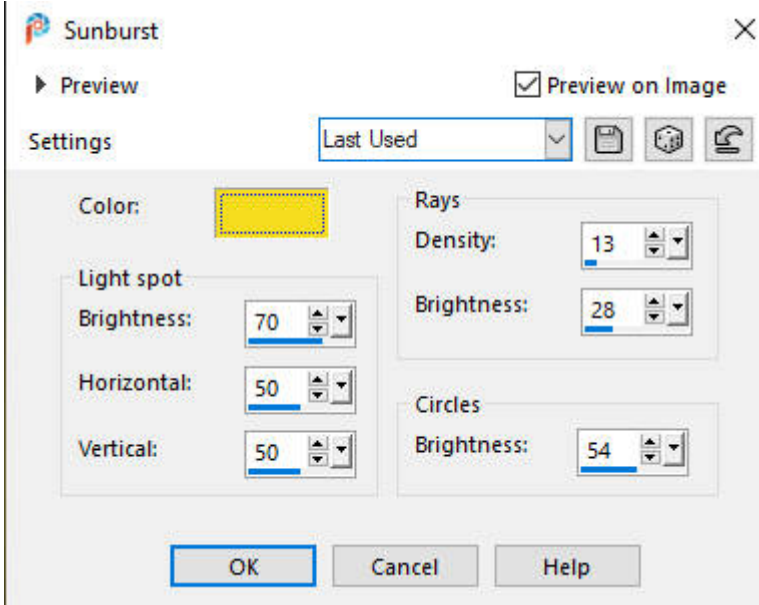 Sunburst
Preview
Preview on Image
Settings
Last Used
Color:
Light spot
Brightness: 70
Horizontal: 50
Vertical: 50
Rays
Density: 13
Brightness: 28
Circles
Brightness: 54
OK Cancel Help